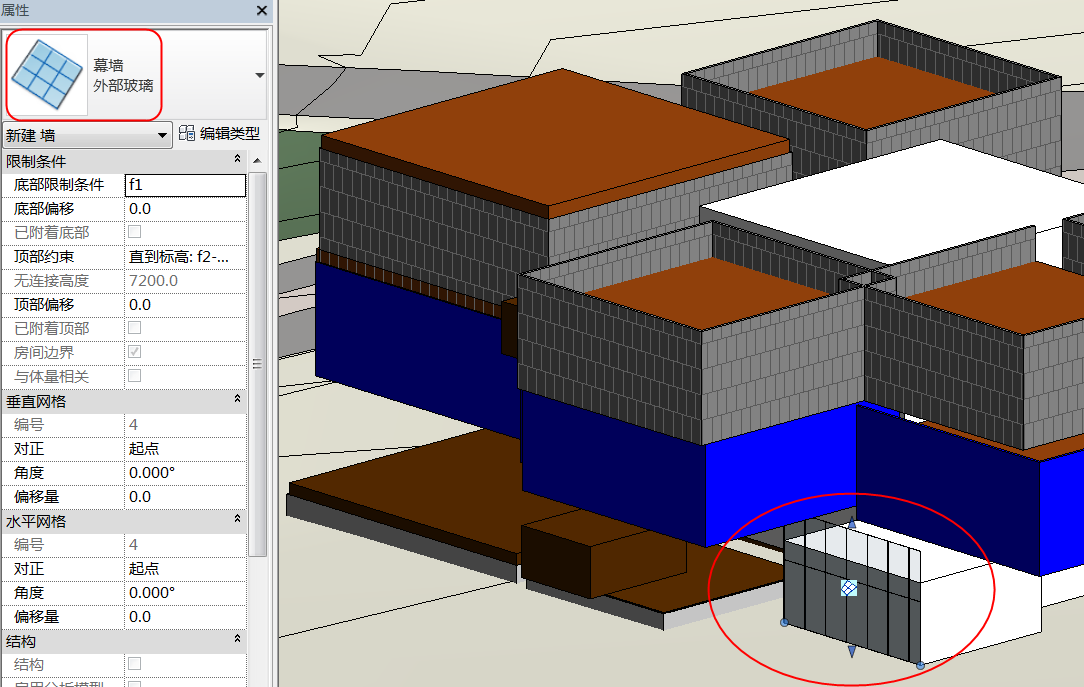 属性
幕墙
外部玻璃
新建 墙
编辑类型
限制条件
底部限制条件 f1
底部偏移 0.0
已附着底部
顶部约束 直到标高: f2-...
无连接高度 7200.0
顶部偏移 0.0
已附着顶部
房间边界
与体量相关
垂直网格
编号 4
对正 起点
角度 0.000°
偏移量 0.0
水平网格
编号 4
对正 起点
角度 0.000°
偏移量 0.0
结构
结构